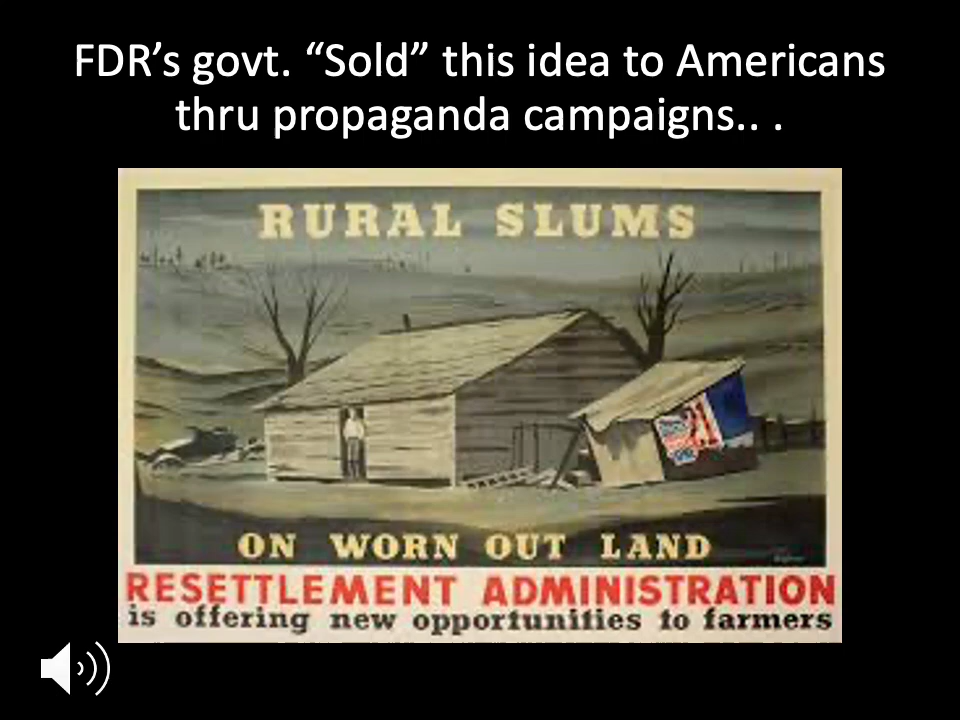 FDR’s govt. “Sold” this idea to Americans
thru propaganda campaigns.. .
RURAL SLUMS
21
ON WORN OUT LAND
RESETTLEMENT ADMINISTRATION
is offering new opportunities to farmers